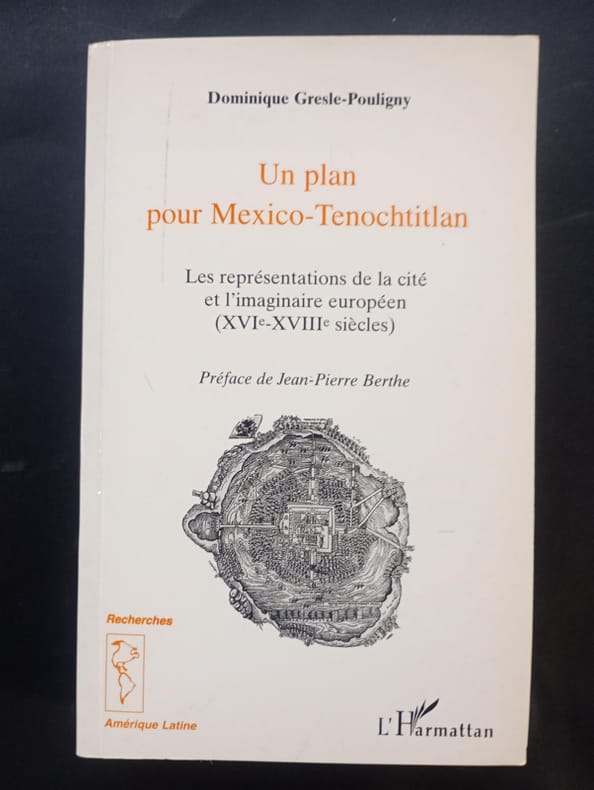 Dominique Gresle-Pouligny
Un plan
pour Mexico-Tenochtitlan
Les représentations de la cité
et l'imaginaire européen
(XVIe-XVIIIe siècles)
Préface de Jean-Pierre Berthe
Recherches
Amérique Latine
L'Harmattan